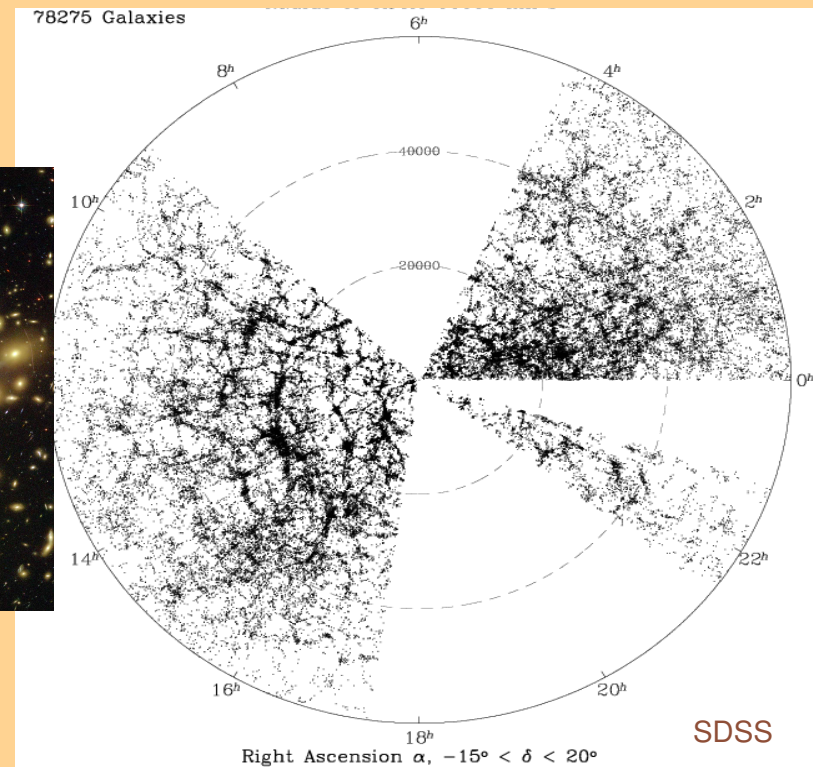 78275 Galaxies
6ʰ
8ʰ
4ʰ
40000
10ʰ
2ʰ
20000
0ʰ
14ʰ
22ʰ
16ʰ
20ʰ
18ʰ
SDSS
Right Ascension α, −15° < δ < 20°